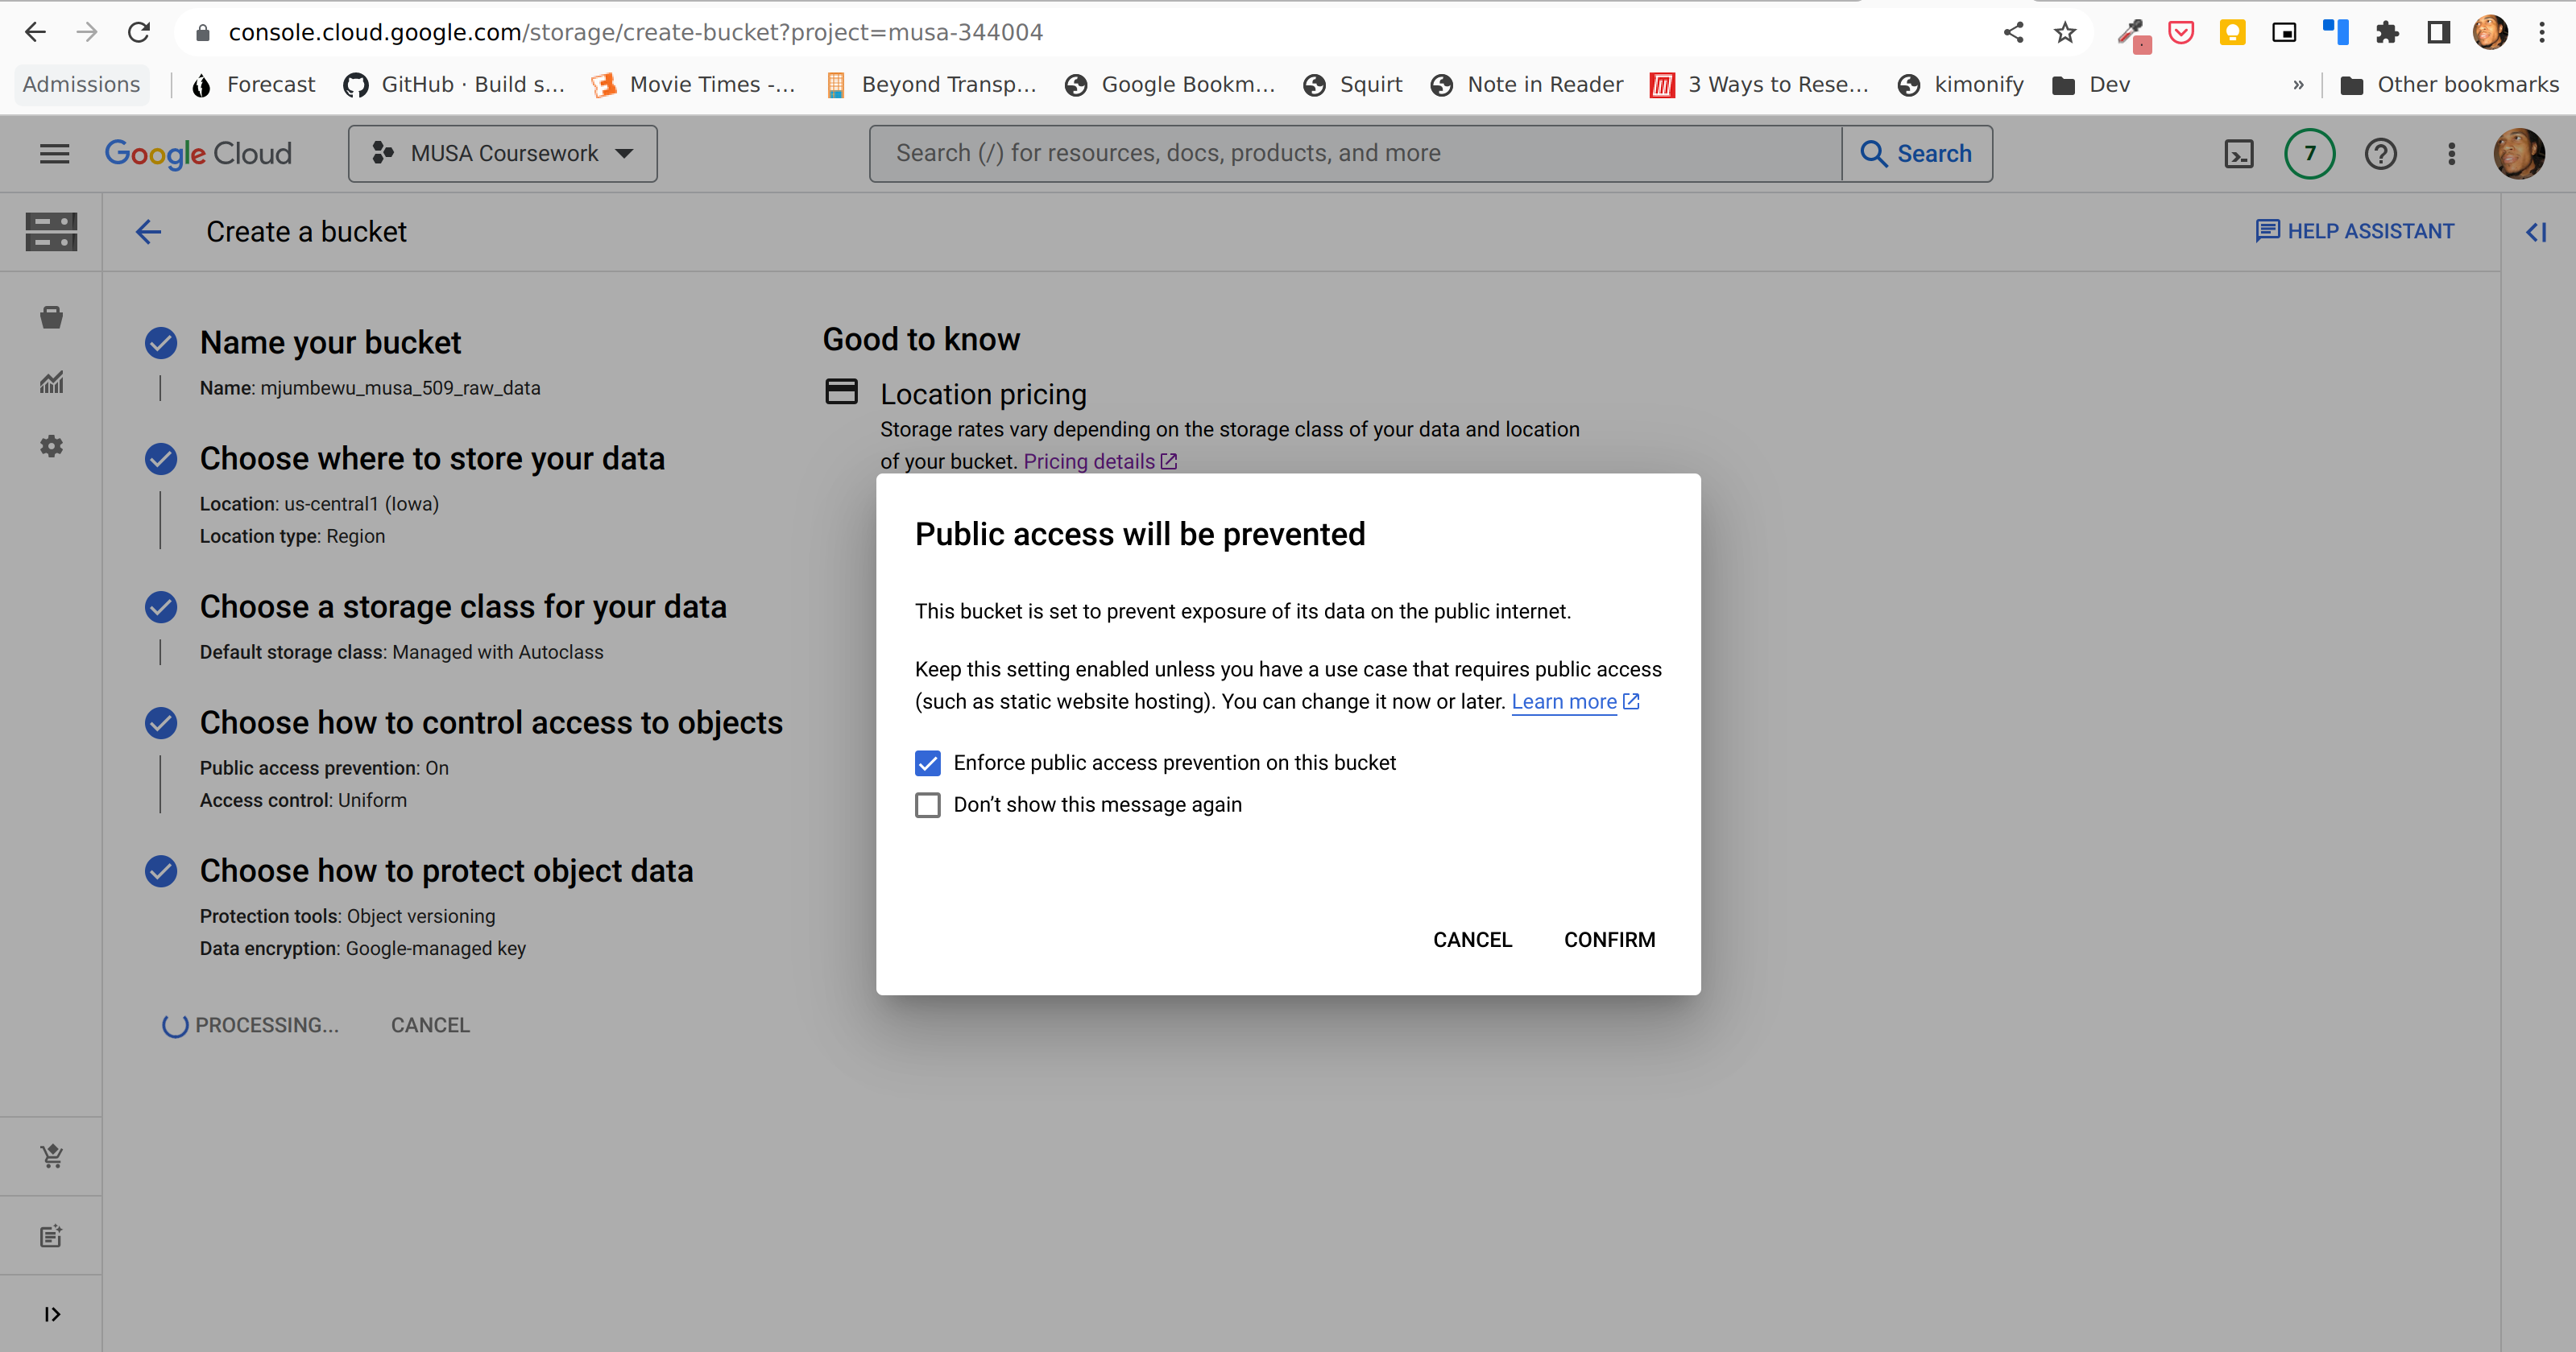 console.cloud.google.com/storage/create-bucket?project=musa-344004
Admissions
Forecast
GitHub · Build s...
Movie Times -...
Beyond Transp...
Google Bookm...
Squirt
Note in Reader
3 Ways to Rese...
kimonify
Dev
»
Other bookmarks
Google Cloud
MUSA Coursework
Search (/) for resources, docs, products, and more
Search
7
Create a bucket
HELP ASSISTANT
Name your bucket
Name: mjumbewu_musa_509_raw_data
Choose where to store your data
Location: us-central1 (Iowa)
Location type: Region
Choose a storage class for your data
Default storage class: Managed with Autoclass
Choose how to control access to objects
Public access prevention: On
Access control: Uniform
Choose how to protect object data
Protection tools: Object versioning
Data encryption: Google-managed key
PROCESSING...
CANCEL
Good to know
Location pricing
Storage rates vary depending on the storage class of your data and location
of your bucket. Pricing details
Public access will be prevented
This bucket is set to prevent exposure of its data on the public internet.
Keep this setting enabled unless you have a use case that requires public access
(such as static website hosting). You can change it now or later. Learn more
Enforce public access prevention on this bucket
Don’t show this message again
CANCEL
CONFIRM